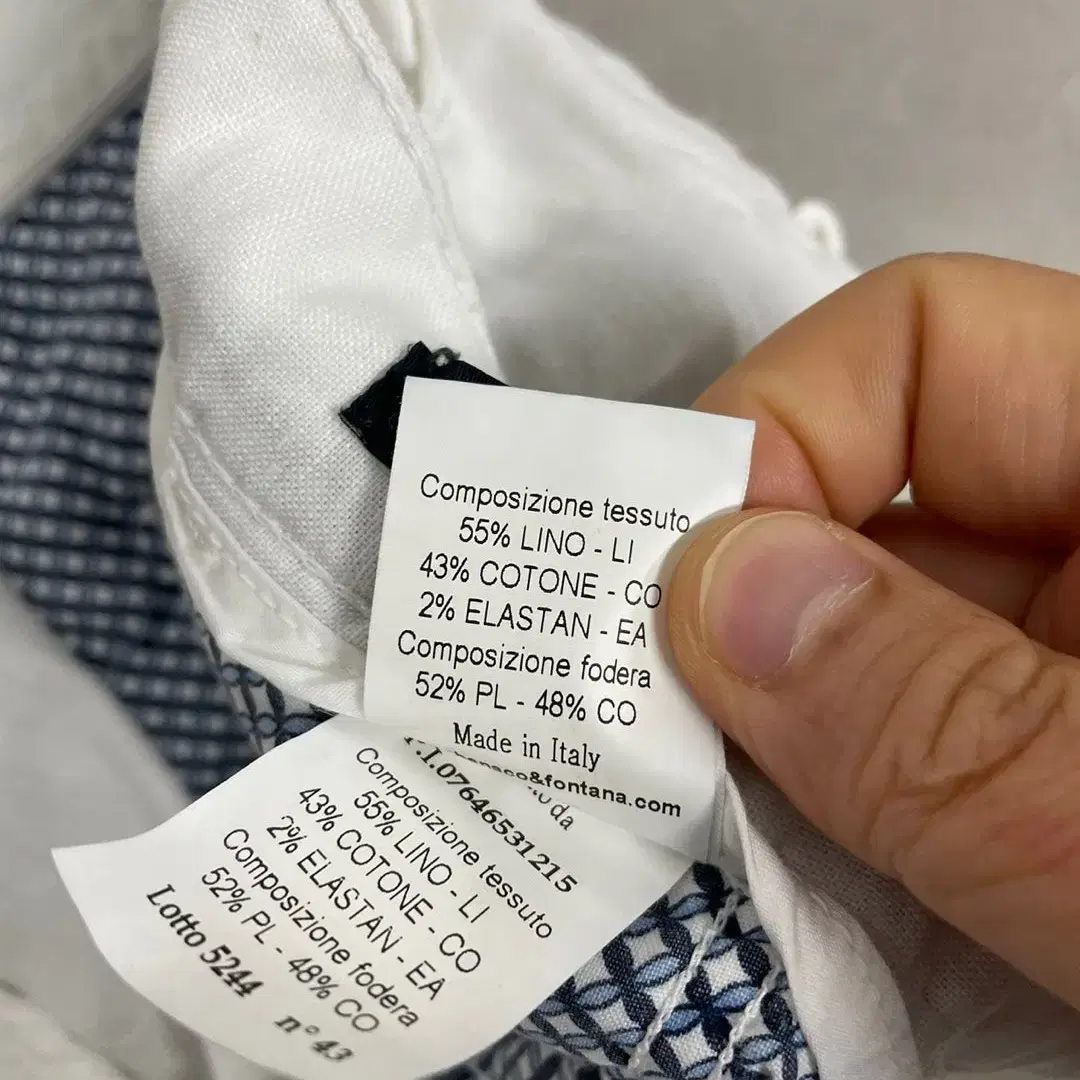 Composizione tessuto
55% LINO - LI
43% COTONE - CO
2% ELASTAN - EA
Composizione fodera
52% PL - 48% CO
Made in Italy
&fontana.com
da
.I.07646531215
Composizione tessuto
55% LINO - LI
43% COTONE - CO
2% ELASTAN - EA
Composizione fodera
52% PL - 48% CO
Lotto 5244
n° 43